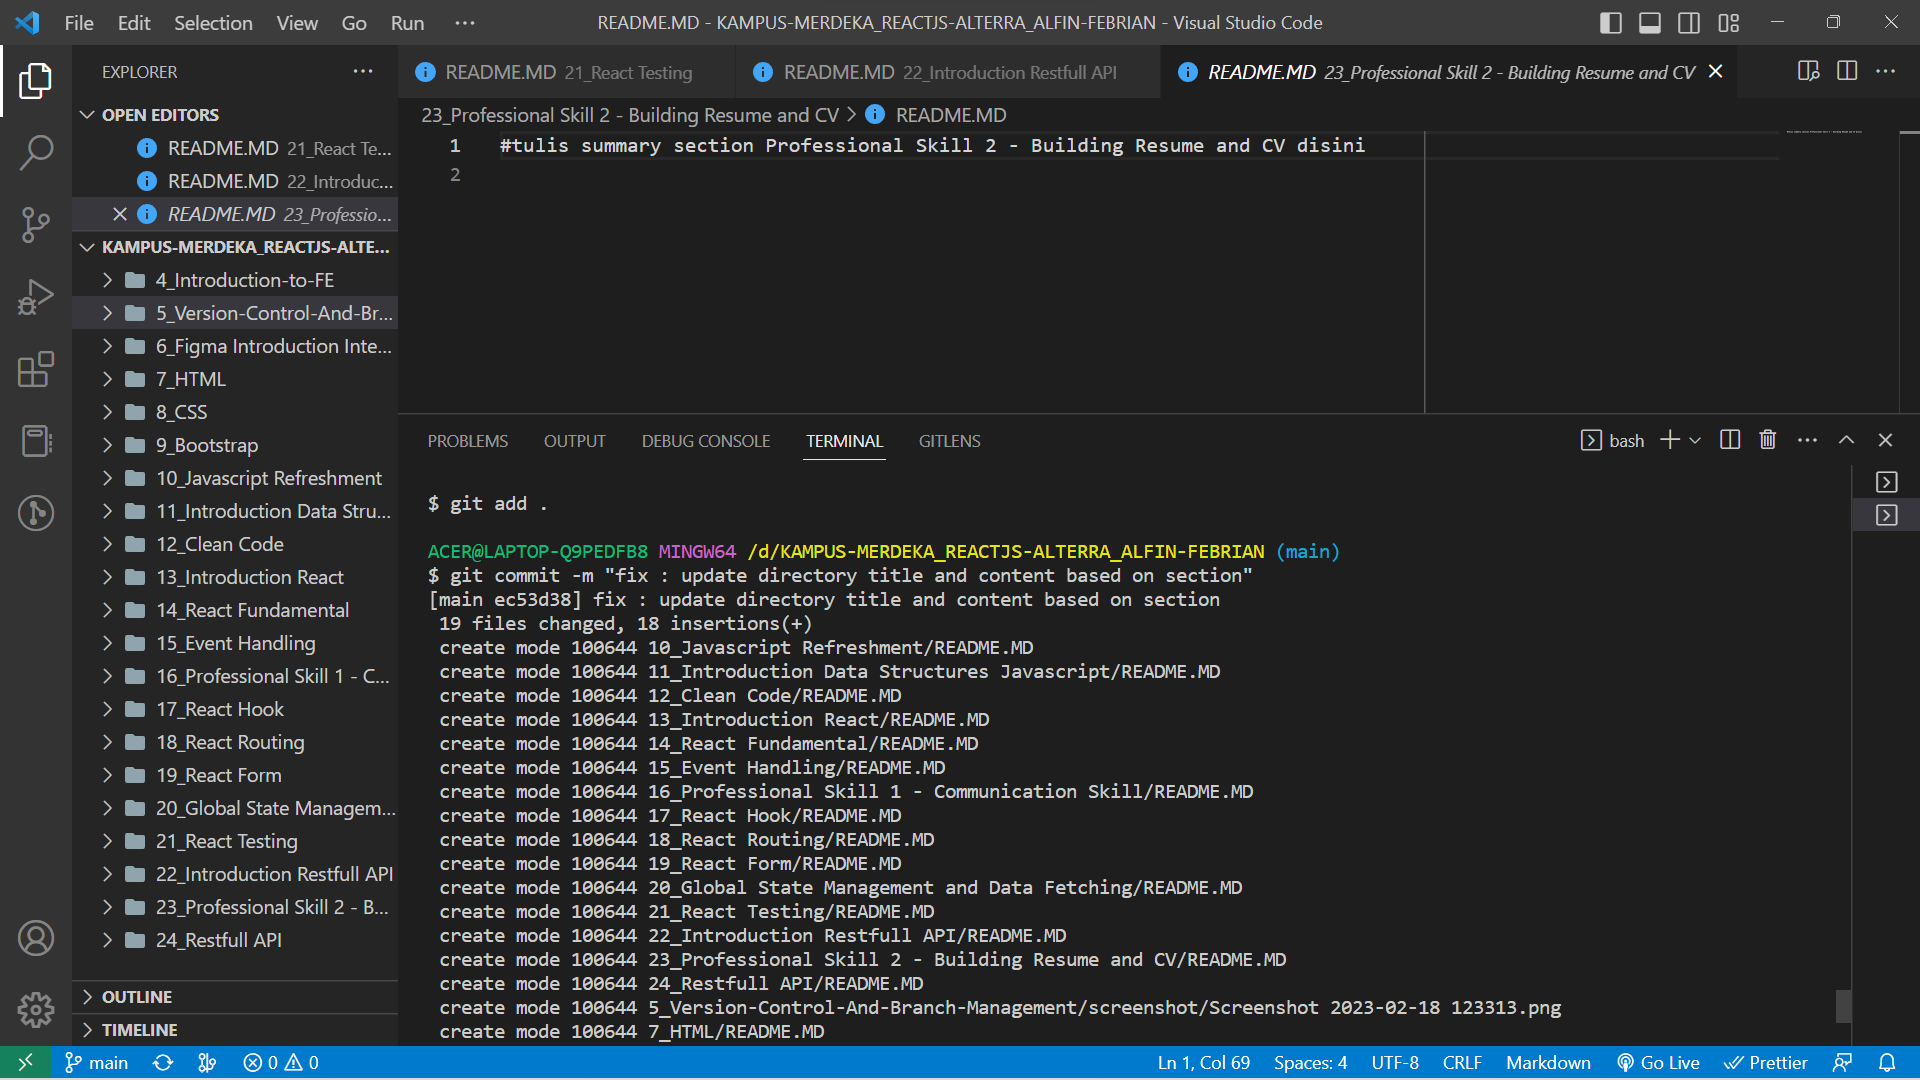 File Edit Selection View Go Run ··· README.MD - KAMPUS-MERDEKA_REACTJS-ALTERRA_ALFIN-FEBRIAN - Visual Studio Code
EXPLORER
README.MD 21_React Testing README.MD 22_Introduction Restfull API README.MD 23_Professional Skill 2 - Building Resume and CV
OPEN EDITORS
README.MD 21_React Te...
README.MD 22_Introduc...
README.MD 23_Professio...
KAMPUS-MERDEKA_REACTJS-ALTE...
4_Introduction-to-FE
5_Version-Control-And-Br...
6_Figma Introduction Inte...
7_HTML
8_CSS
9_Bootstrap
10_Javascript Refreshment
11_Introduction Data Stru...
12_Clean Code
13_Introduction React
14_React Fundamental
15_Event Handling
16_Professional Skill 1 - C...
17_React Hook
18_React Routing
19_React Form
20_Global State Managem...
21_React Testing
22_Introduction Restfull API
23_Professional Skill 2 - B...
24_Restfull API
OUTLINE
TIMELINE
23_Professional Skill 2 - Building Resume and CV > README.MD
1 #tulis summary section Professional Skill 2 - Building Resume and CV disini
2
PROBLEMS OUTPUT DEBUG CONSOLE TERMINAL GITLENS bash
$ git add .
ACER@LAPTOP-Q9PEDFB8 MINGW64 /d/KAMPUS-MERDEKA_REACTJS-ALTERRA_ALFIN-FEBRIAN (main)
$ git commit -m "fix : update directory title and content based on section"
[main ec53d38] fix : update directory title and content based on section
19 files changed, 18 insertions(+)
create mode 100644 10_Javascript Refreshment/README.MD
create mode 100644 11_Introduction Data Structures Javascript/README.MD
create mode 100644 12_Clean Code/README.MD
create mode 100644 13_Introduction React/README.MD
create mode 100644 14_React Fundamental/README.MD
create mode 100644 15_Event Handling/README.MD
create mode 100644 16_Professional Skill 1 - Communication Skill/README.MD
create mode 100644 17_React Hook/README.MD
create mode 100644 18_React Routing/README.MD
create mode 100644 19_React Form/README.MD
create mode 100644 20_Global State Management and Data Fetching/README.MD
create mode 100644 21_React Testing/README.MD
create mode 100644 22_Introduction Restfull API/README.MD
create mode 100644 23_Professional Skill 2 - Building Resume and CV/README.MD
create mode 100644 24_Restfull API/README.MD
create mode 100644 5_Version-Control-And-Branch-Management/screenshot/Screenshot 2023-02-18 123313.png
create mode 100644 7_HTML/README.MD
main 0 0 Ln 1, Col 69 Spaces: 4 UTF-8 CRLF Markdown Go Live Prettier